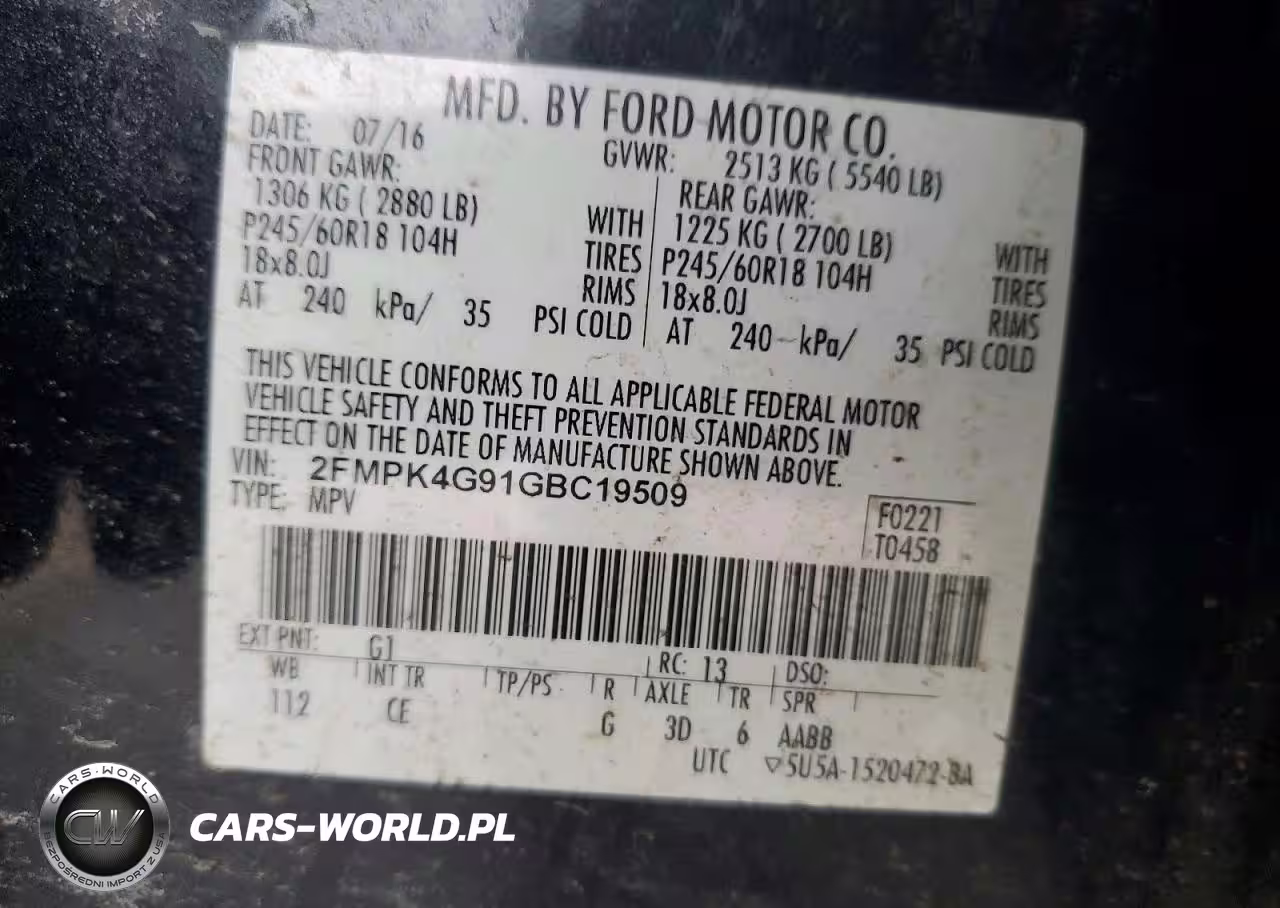 MFD. BY FORD MOTOR CO.
DATE: 07/16 GVWR: 2513 KG ( 5540 LB)
FRONT GAWR: REAR GAWR:
1306 KG ( 2880 LB) WITH 1225 KG ( 2700 LB) WITH
P245/60R18 104H TIRES P245/60R18 104H TIRES
18x8.0J RIMS 18x8.0J RIMS
AT 240 kPa/ 35 PSI COLD AT 240 kPa/ 35 PSI COLD
THIS VEHICLE CONFORMS TO ALL APPLICABLE FEDERAL MOTOR
VEHICLE SAFETY AND THEFT PREVENTION STANDARDS IN
EFFECT ON THE DATE OF MANUFACTURE SHOWN ABOVE.
VIN: 2FMPK4G91GBC19509
TYPE: MPV
F0221
T0458
EXT PNT: G1 RC: 13 DSO:
WB INT TR TP/PS R AXLE TR SPR
112 CE G 3D 6 AABB
UTC ▽5U5A-1520472-BA
CARS-WORLD
CW
BEZPOŚREDNI IMPORT Z USA
CARS-WORLD.PL